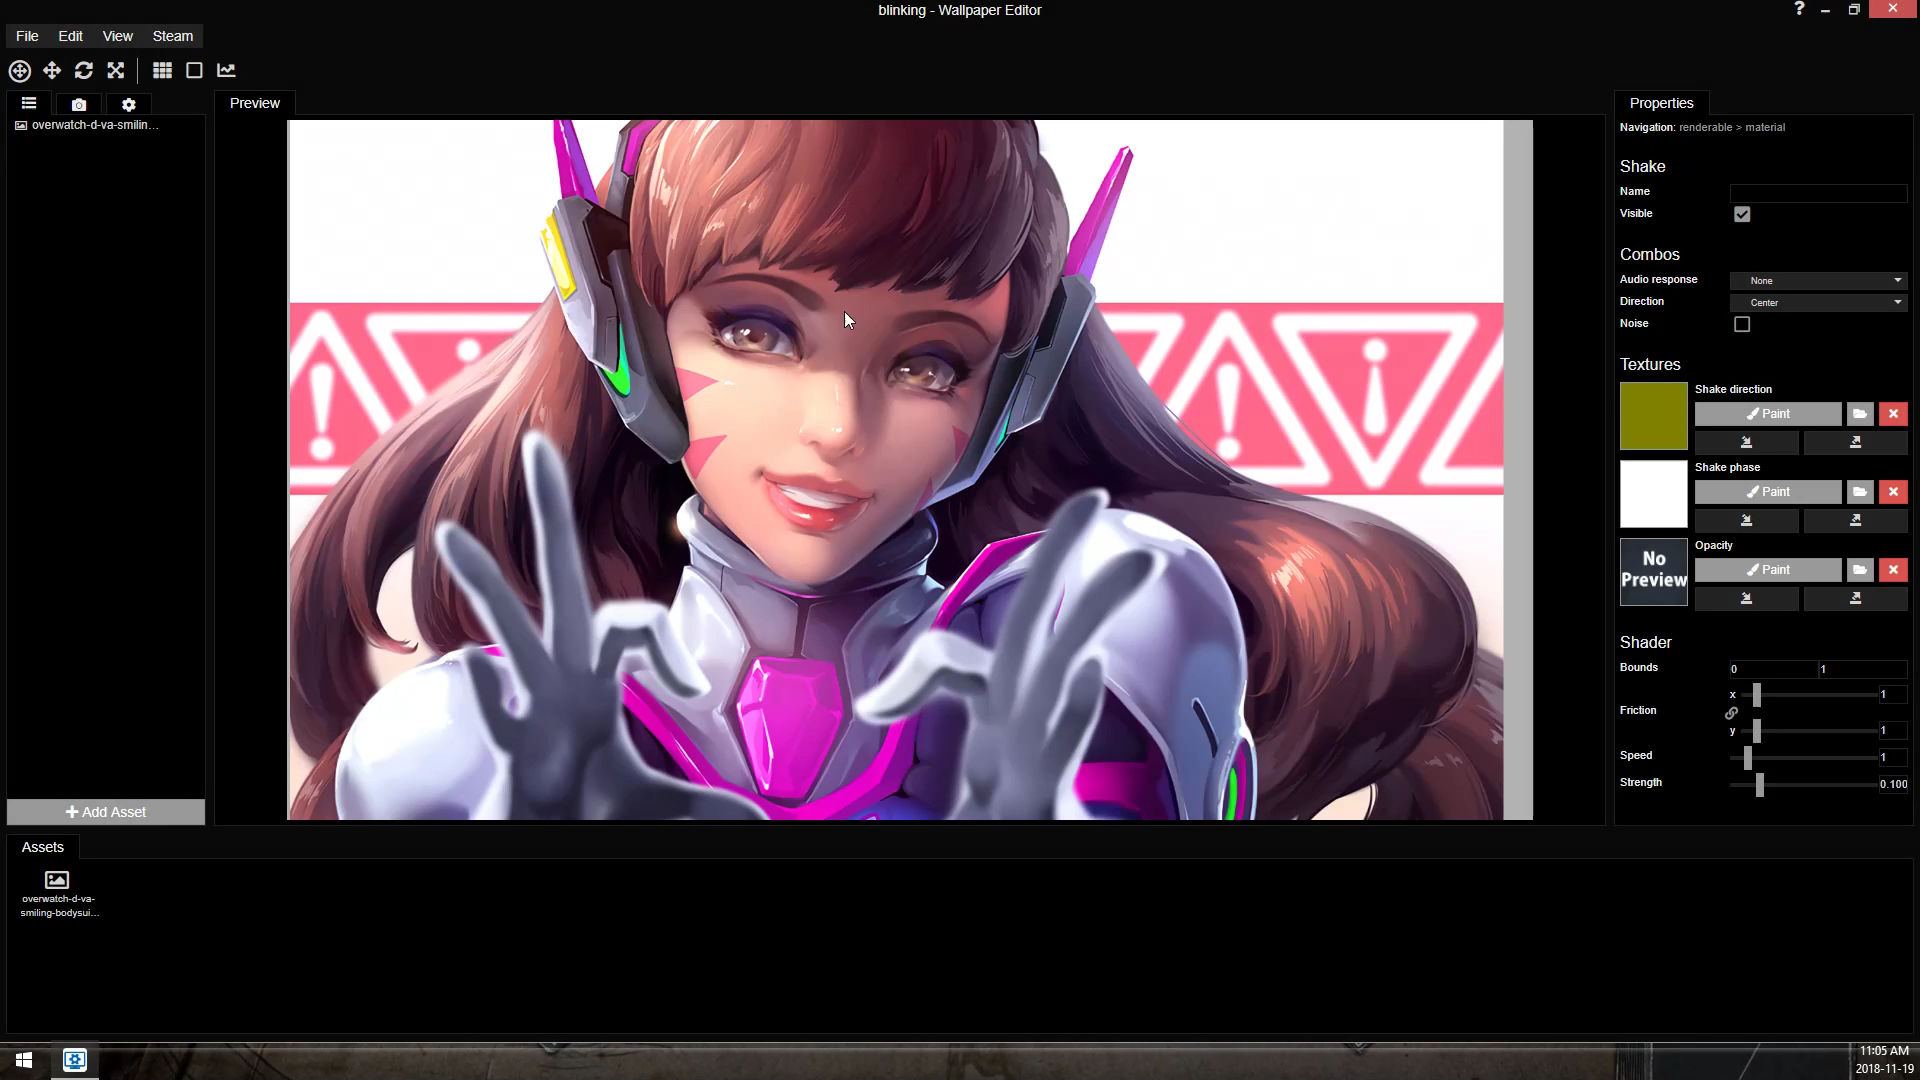 blinking - Wallpaper Editor
?
File Edit View Steam
Preview
Properties
overwatch-d-va-smilin...
Navigation: renderable > material
Shake
Name
Visible
Combos
Audio response None
Direction Center
Noise
Textures
Shake direction
Paint
Shake phase
Paint
Opacity
No Preview
Paint
Shader
Bounds 0 1
x 1
Friction
y 1
Speed 1
Strength 0.100
+ Add Asset
Assets
overwatch-d-va-
smiling-bodysui...
11:05 AM
2018-11-19